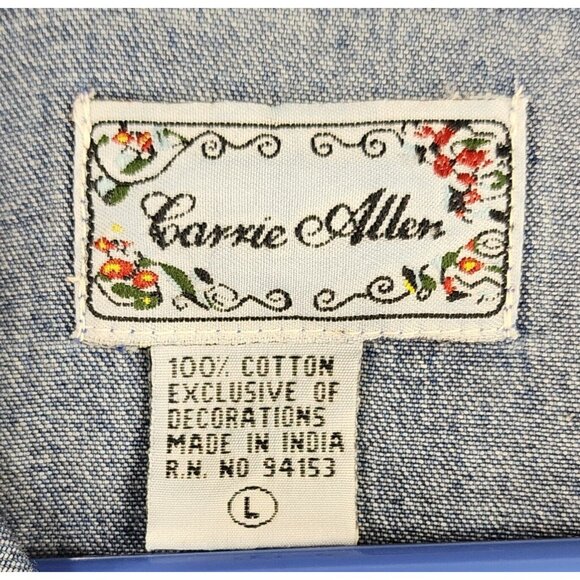 Carrie Allen
100% COTTON
EXCLUSIVE OF
DECORATIONS
MADE IN INDIA
R.N. NO 94153
L